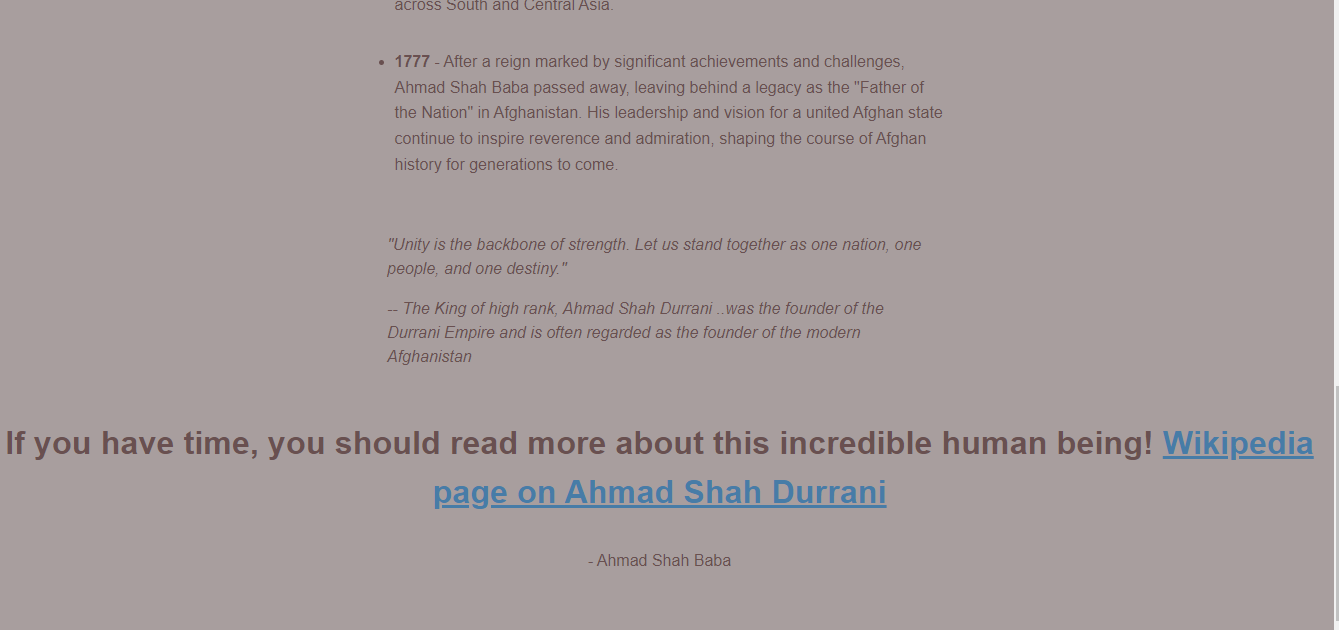 across South and Central Asia.
• 1777 - After a reign marked by significant achievements and challenges,
Ahmad Shah Baba passed away, leaving behind a legacy as the "Father of
the Nation" in Afghanistan. His leadership and vision for a united Afghan state
continue to inspire reverence and admiration, shaping the course of Afghan
history for generations to come.
"Unity is the backbone of strength. Let us stand together as one nation, one
people, and one destiny."
-- The King of high rank, Ahmad Shah Durrani ..was the founder of the
Durrani Empire and is often regarded as the founder of the modern
Afghanistan
If you have time, you should read more about this incredible human being! Wikipedia
page on Ahmad Shah Durrani
- Ahmad Shah Baba